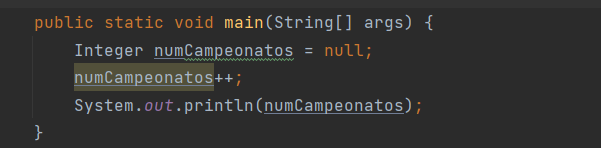 public static void main(String[] args) {
Integer numCampeonatos = null;
numCampeonatos++;
System.out.println(numCampeonatos);
}